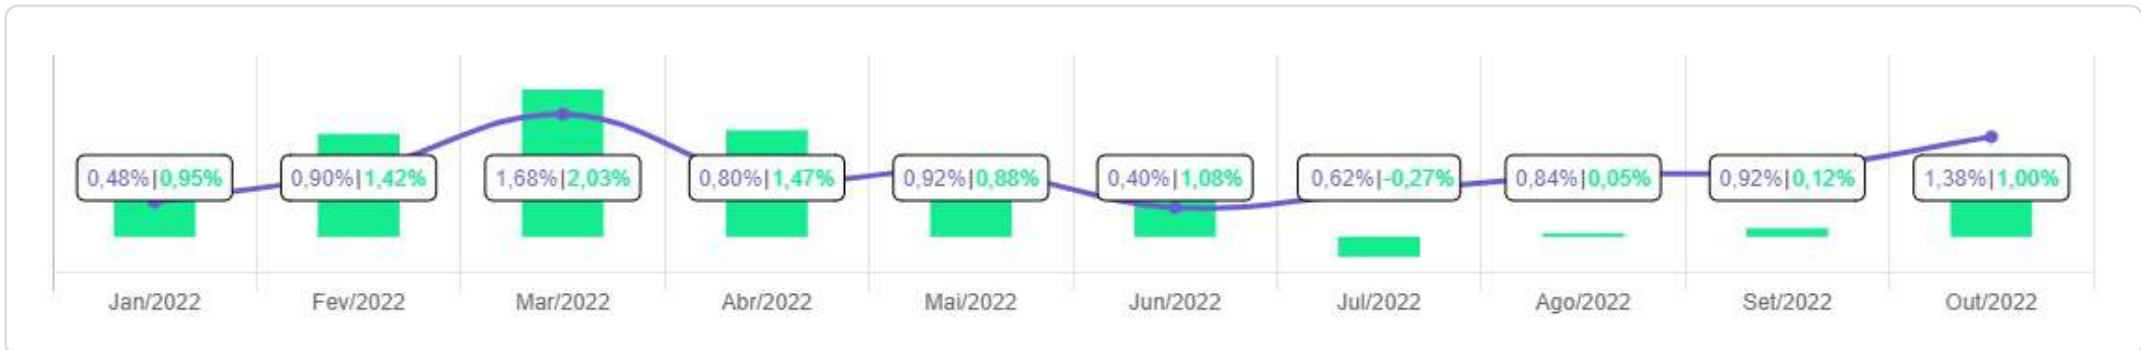 0,48%|0,95% 0,90%|1,42% 1,68%|2,03% 0,80%|1,47% 0,92%|0,88% 0,40%|1,08% 0,62%|-0,27% 0,84%|0,05% 0,92%|0,12% 1,38%|1,00%
Jan/2022 Fev/2022 Mar/2022 Abr/2022 Mai/2022 Jun/2022 Jul/2022 Ago/2022 Set/2022 Out/2022